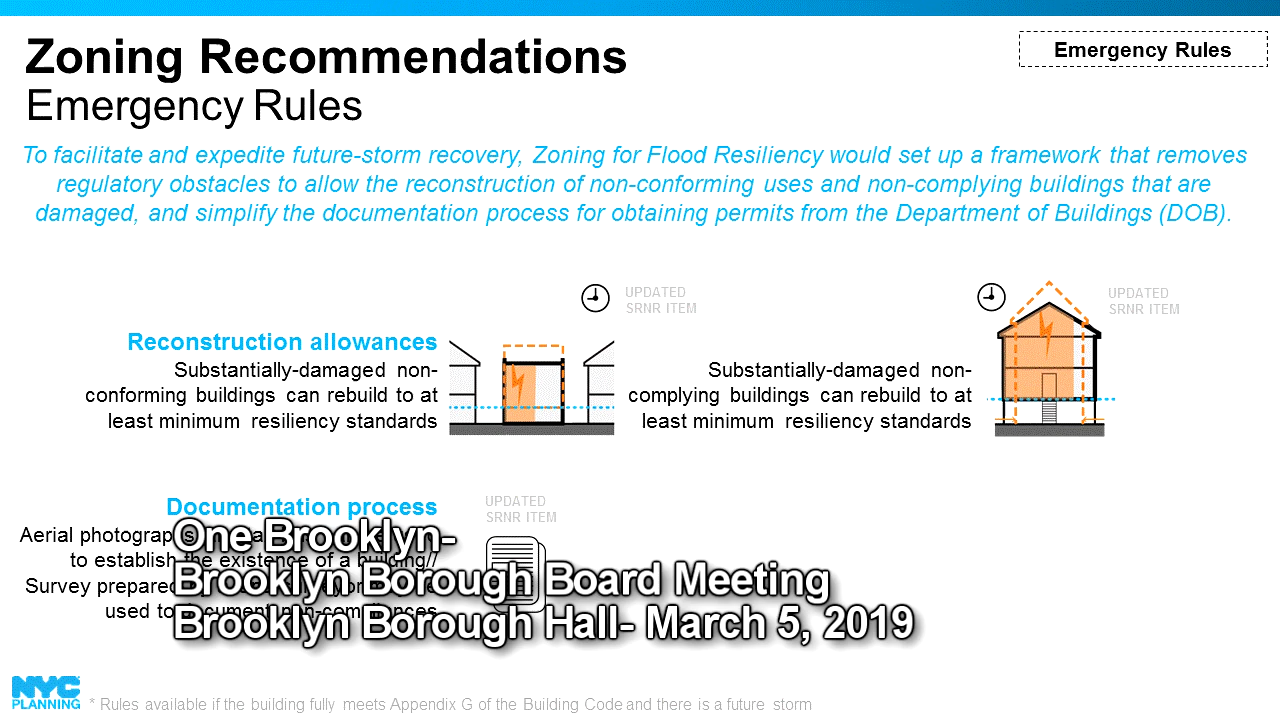 Zoning Recommendations
Emergency Rules
Emergency Rules
To facilitate and expedite future-storm recovery, Zoning for Flood Resiliency would set up a framework that removes
regulatory obstacles to allow the reconstruction of non-conforming uses and non-complying buildings that are
damaged, and simplify the documentation process for obtaining permits from the Department of Buildings (DOB).
UPDATED
SRNR ITEM
Reconstruction allowances
Substantially-damaged non-
conforming buildings can rebuild to at
least minimum resiliency standards
UPDATED
SRNR ITEM
Substantially-damaged non-
complying buildings can rebuild to at
least minimum resiliency standards
Documentation process
UPDATED
SRNR ITEM
Aerial photographs
to establish the existence of a building//
Survey prepared
used to document non-compliances
One Brooklyn-
Brooklyn Borough Board Meeting
Brooklyn Borough Hall- March 5, 2019
NYC
PLANNING
* Rules available if the building fully meets Appendix G of the Building Code and there is a future storm